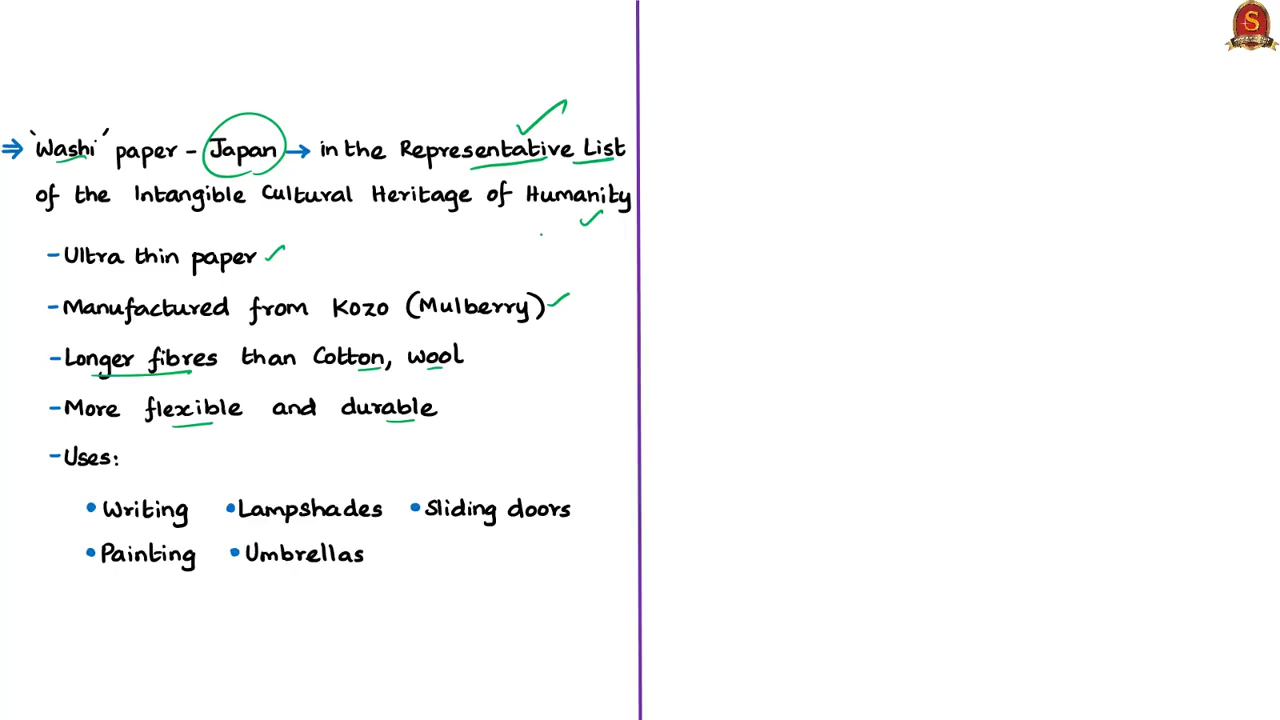 ⇒ 'Washi' paper - Japan → in the Representative List
of the Intangible Cultural Heritage of Humanity
- Ultra thin paper
- Manufactured from Kozo (Mulberry)
- Longer fibres than Cotton, wool
- More flexible and durable
- Uses:
• Writing • Lampshades • Sliding doors
• Painting • Umbrellas
S